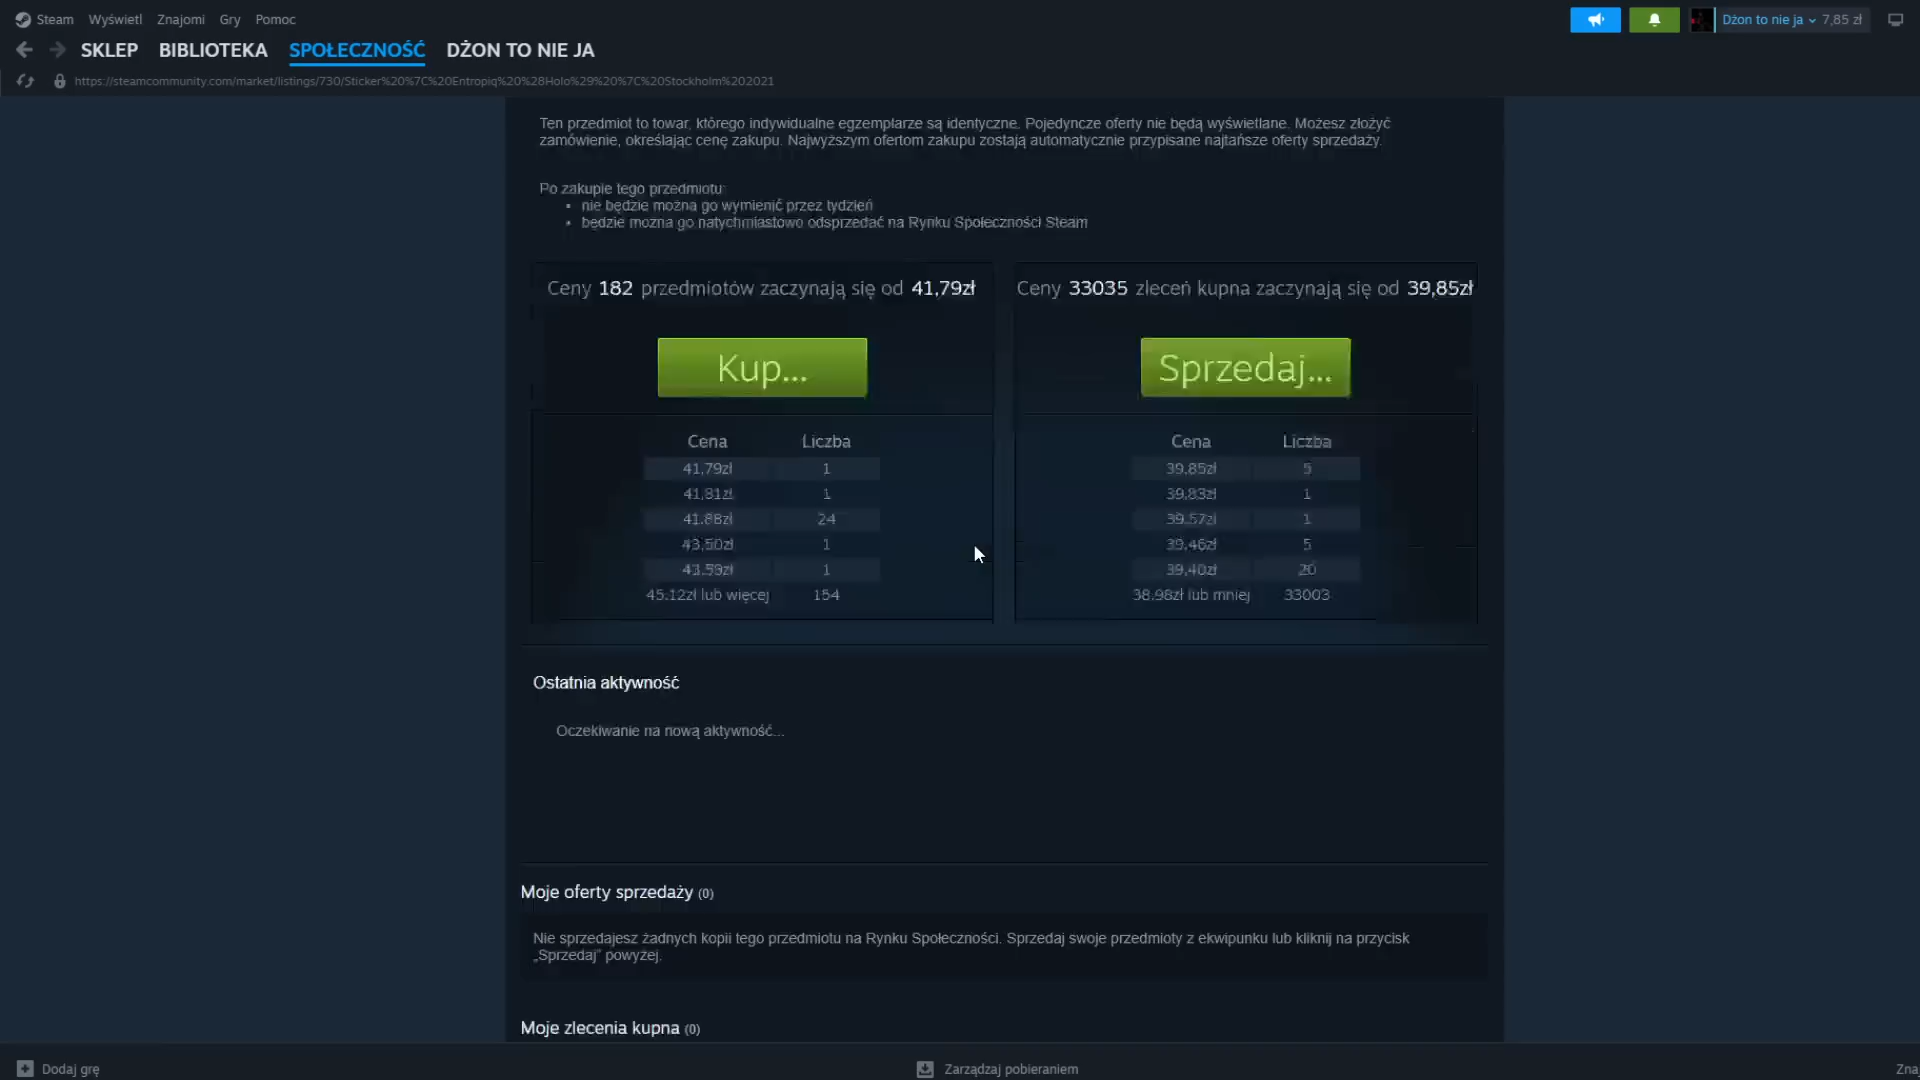 Steam Wyświetl Znajomi Gry Pomoc
Dżon to nie ja 7,85 zł
SKLEP BIBLIOTEKA SPOŁECZNOŚĆ DŻON TO NIE JA
https://steamcommunity.com/market/listings/730/Sticker%20%7C%20Entropiq%20%28Holo%29%20%7C%20Stockholm%202021
Ten przedmiot to towar, którego indywidualne egzemplarze są identyczne. Pojedyncze oferty nie będą wyświetlane. Możesz złożyć
zamówienie, określając cenę zakupu. Najwyższym ofertom zakupu zostają automatycznie przypisane najtańsze oferty sprzedaży.
Po zakupie tego przedmiotu:
• nie będzie można go wymienić przez tydzień
• będzie można go natychmiastowo odsprzedać na Rynku Społeczności Steam
Ceny 182 przedmiotów zaczynają się od 41,79zł
Ceny 33035 zleceń kupna zaczynają się od 39,85zł
Kup...
Sprzedaj...
Cena Liczba
41,79zł 1
41,81zł 1
41,88zł 24
43,50zł 1
1
45,12zł lub więcej 154
Cena Liczba
39,85zł 5
39,83zł 1
39,57zł 1
39,46zł 5
39,40zł
38,98zł lub mniej 33003
Ostatnia aktywność
Oczekiwanie na nową aktywność...
Moje oferty sprzedaży (0)
Nie sprzedajesz żadnych kopii tego przedmiotu na Rynku Społeczności. Sprzedaj swoje przedmioty z ekwipunku lub kliknij na przycisk
„Sprzedaj” powyżej.
Moje zlecenia kupna (0)
Dodaj grę
Zarządzaj pobieraniem
Zna